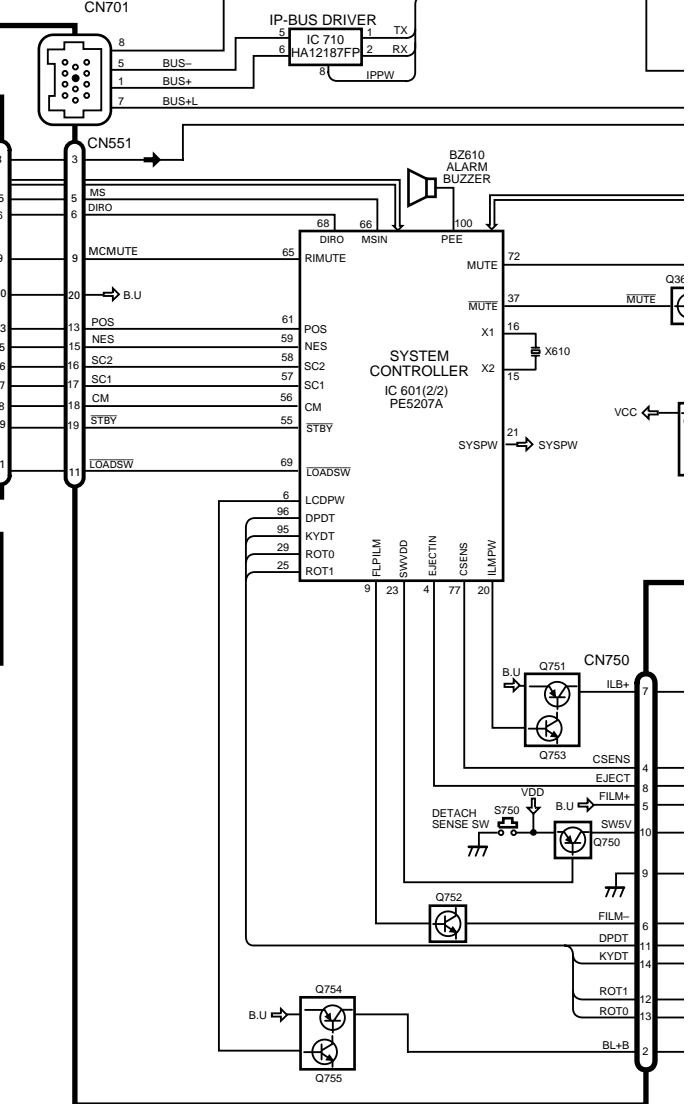 CN701
IP-BUS DRIVER
8
5
1
7
BUS–
BUS+
BUS+L
5
6
IC 710
HA12187FP
1
2
8
TX
RX
IPPW
CN551
3
5
MS
6
DIRO
9
MCMUTE
20
B.U
13
POS
15
NES
16
SC2
17
SC1
18
CM
19
STBY
11
LOADSW
BZ610
ALARM
BUZZER
68
66
100
DIRO
MSIN
PEE
65
RIMUTE
61
POS
59
NES
58
SC2
57
SC1
56
CM
55
STBY
69
LOADSW
6
LCDPW
96
DPDT
95
KYDT
29
ROT0
25
ROT1
SYSTEM
CONTROLLER
IC 601(2/2)
PE5207A
MUTE
72
MUTE
37
MUTE
Q36
X1
16
X610
X2
15
VCC
SYSPW
21
SYSPW
FLPILM
SWVDD
EJECTIN
CSENS
ILMPW
9
23
4
77
20
CN750
Q751
B.U
Q753
ILB+
7
CSENS
4
EJECT
8
FILM+
5
B.U
VDD
DETACH
SENSE SW
S750
Q750
SW5V
10
9
Q752
FILM–
6
DPDT
11
KYDT
14
ROT1
12
ROT0
13
Q754
B.U
Q755
BL+B
2